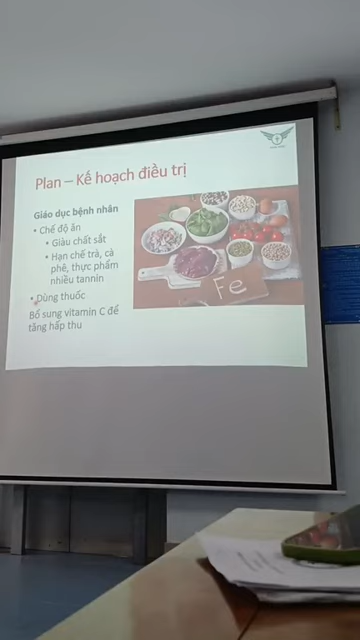 Plan – Kế hoạch điều trị
Giáo dục bệnh nhân
• Chế độ ăn
• Giàu chất sắt
• Hạn chế trà, cà
phê, thực phẩm
nhiều tannin
• Dùng thuốc
Bổ sung vitamin C để
tăng hấp thu
Fe